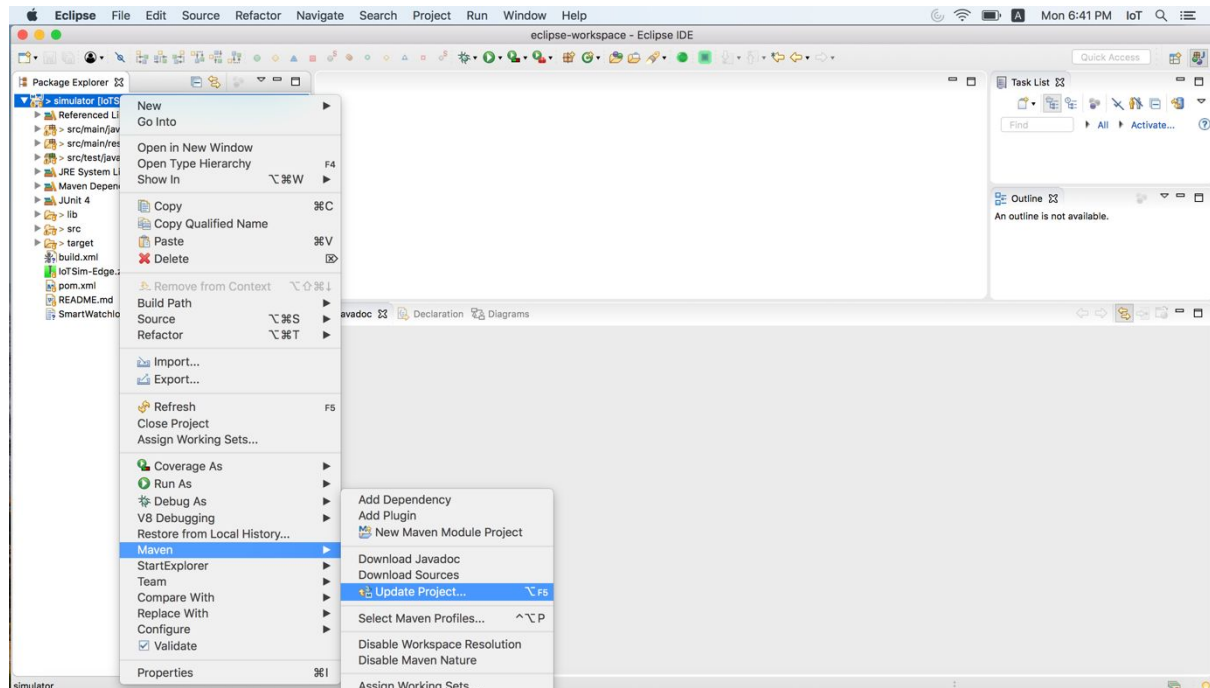 Eclipse File Edit Source Refactor Navigate Search Project Run Window Help
A Mon 6:41 PM IoT
eclipse-workspace - Eclipse IDE
Quick Access
Package Explorer
> simulator [IoTS
Referenced Li
> src/main/jav
> src/main/res
> src/test/java
JRE System Li
Maven Depen
JUnit 4
> lib
> src
> target
build.xml
IoTSim-Edge.z
pom.xml
README.md
SmartWatchIo
New
Go Into
Open in New Window
Open Type Hierarchy F4
Show In ⌥⌘W
Copy ⌘C
Copy Qualified Name
Paste ⌘V
Delete ⌦
Remove from Context ⌥⇧⌘↓
Build Path
Source ⌥⌘S
Refactor ⌥⌘T
Import...
Export...
Refresh F5
Close Project
Assign Working Sets...
Coverage As
Run As
Debug As
V8 Debugging
Restore from Local History...
Maven
StartExplorer
Team
Compare With
Replace With
Configure
Validate
Properties ⌘I
Add Dependency
Add Plugin
New Maven Module Project
Download Javadoc
Download Sources
Update Project... ⌥F5
Select Maven Profiles... ^⌥P
Disable Workspace Resolution
Disable Maven Nature
Assign Working Sets
avadoc Declaration Diagrams
Task List
Find All Activate...
Outline
An outline is not available.
simulator